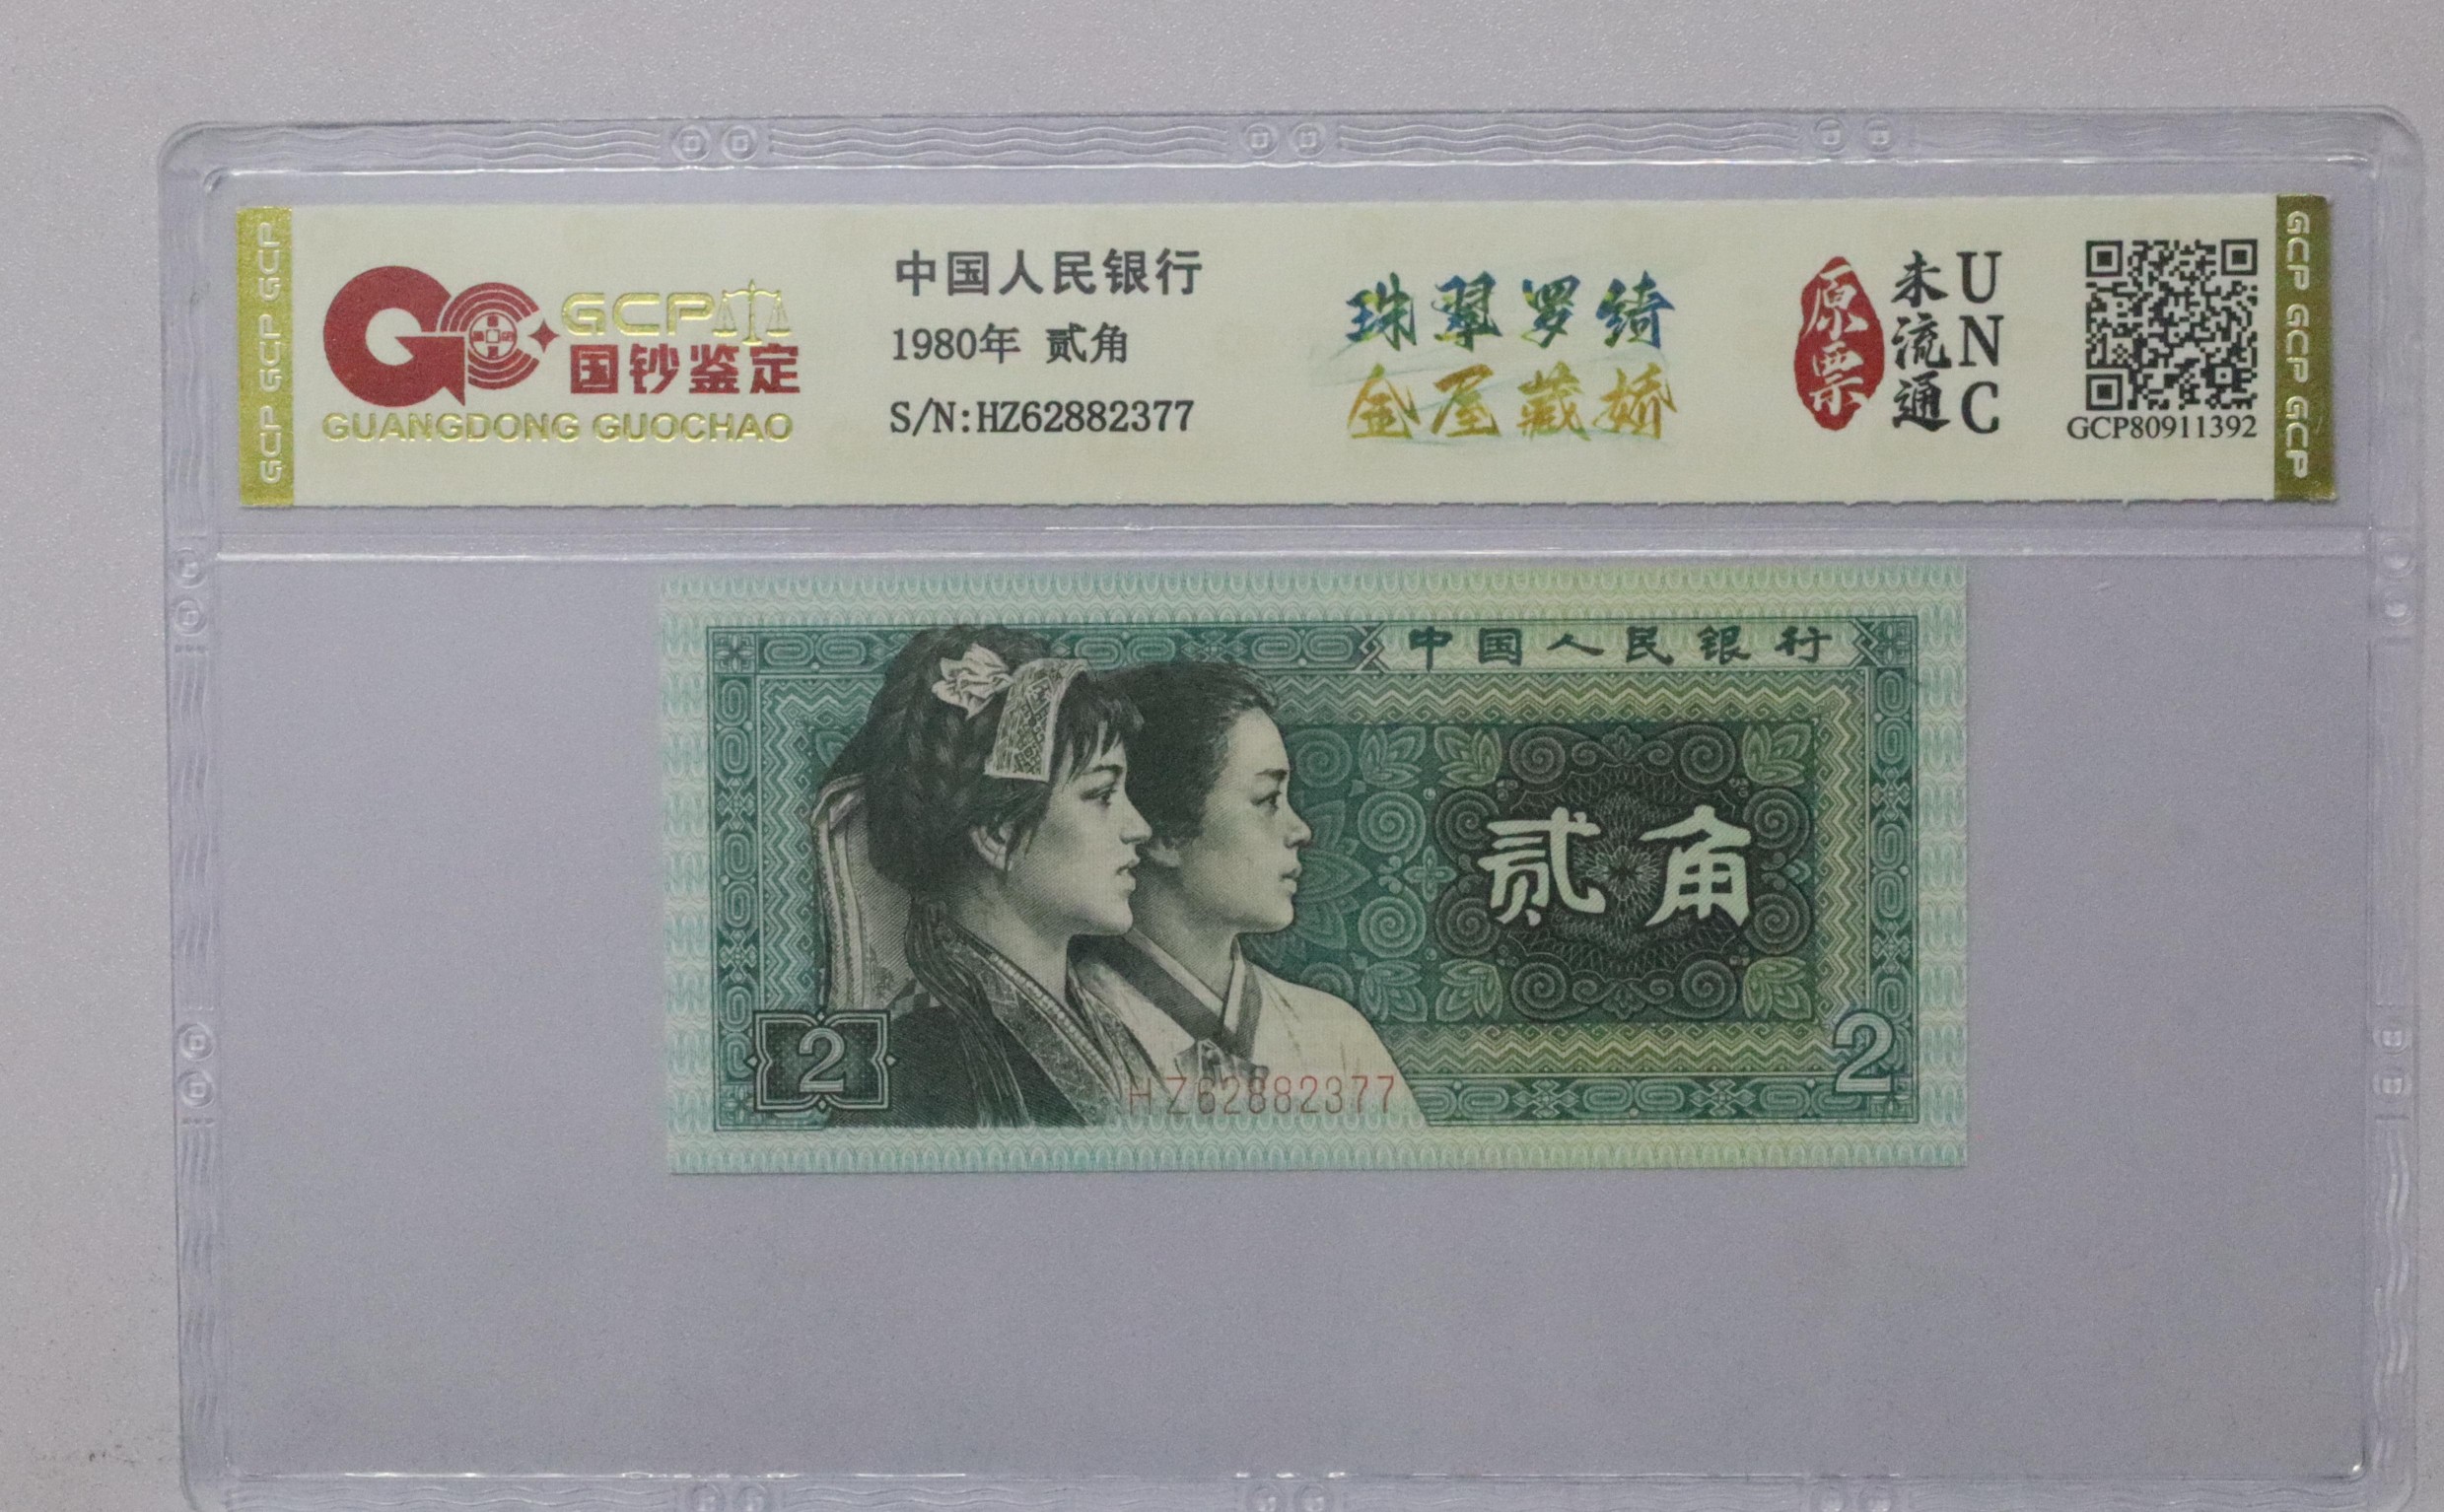 GCP GCP GCP
GCP
国钞鉴定
GUANGDONG GUOCHAO
中国人民银行
1980年 贰角
S/N:HZ62882377
珠翠罗绮
金屋藏娇
原票
未流通
UNC
GCP80911392
GCP GCP GCP
中国人民银行
贰角
2
2
HZ62882377